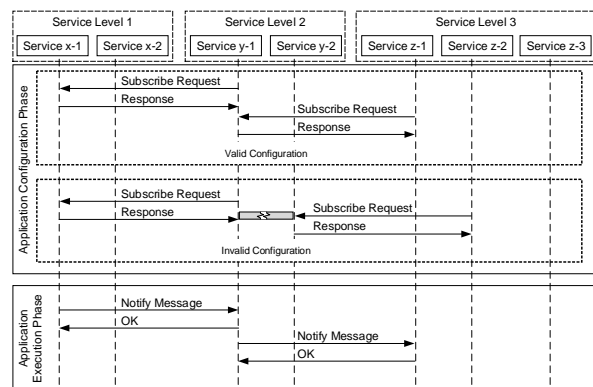 Service Level 1 Service Level 2 Service Level 3
Service x-1 Service x-2 Service y-1 Service y-2 Service z-1 Service z-2 Service z-3
Application Configuration Phase
Subscribe Request
Response
Subscribe Request
Response
Valid Configuration
Subscribe Request
Response
Subscribe Request
Response
Invalid Configuration
Application
Execution Phase
Notify Message
OK
Notify Message
OK